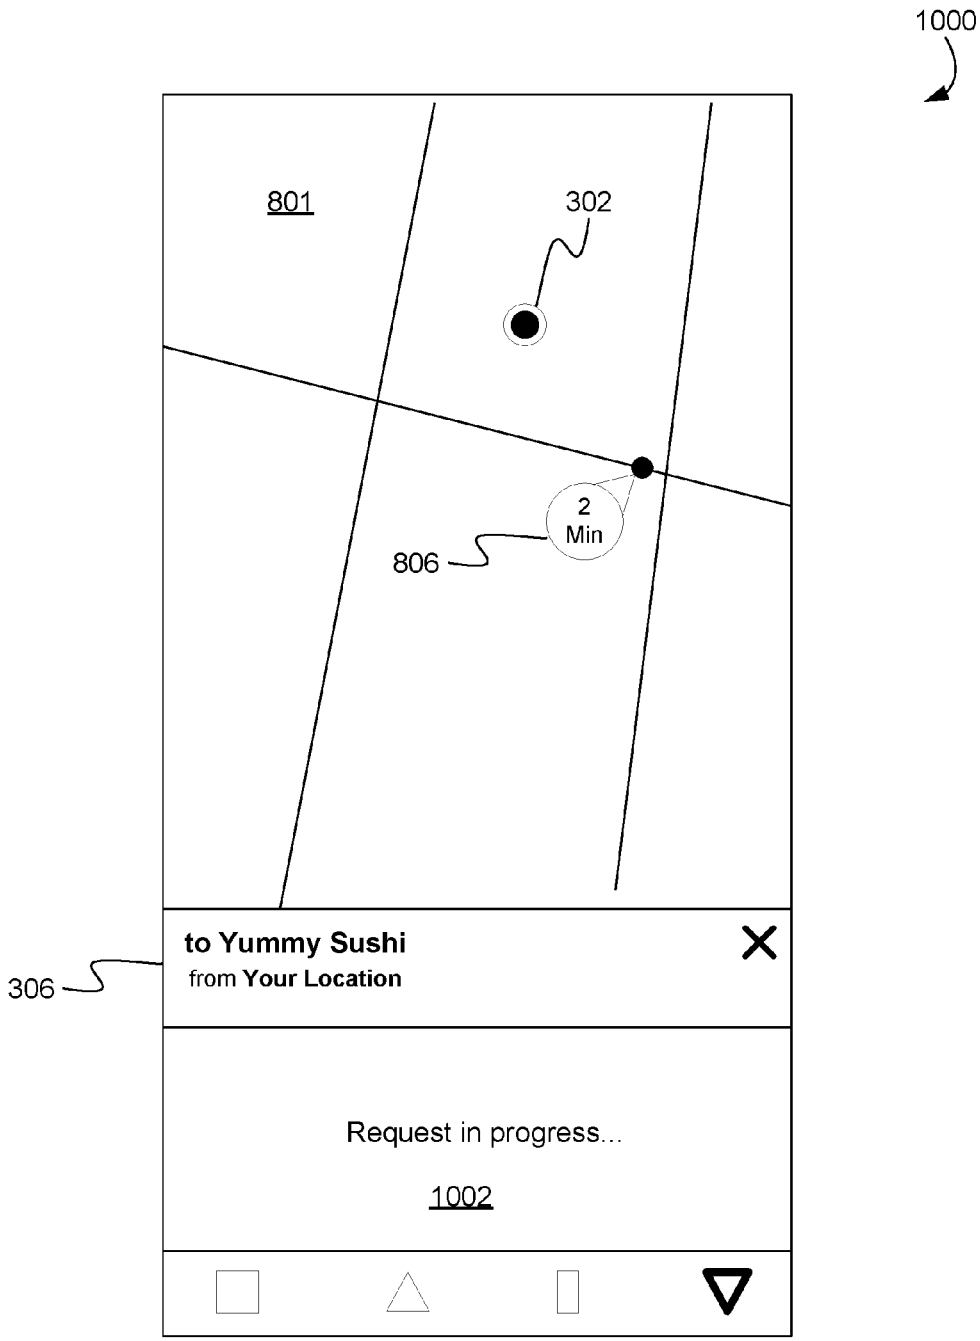 1000
801
302
2
Min
806
to Yummy Sushi
from Your Location
306
Request in progress...
1002